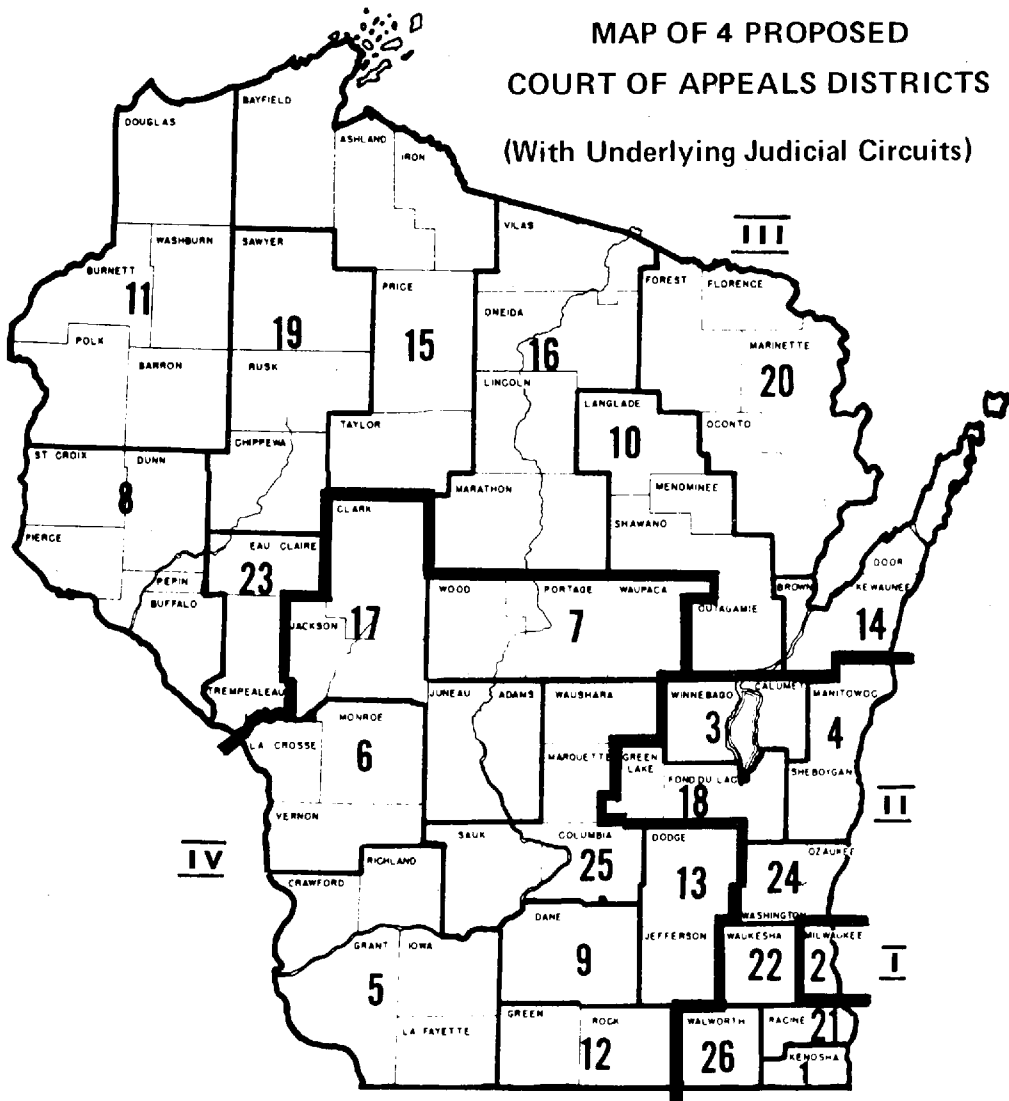 MAP OF 4 PROPOSED
COURT OF APPEALS DISTRICTS
(With Underlying Judicial Circuits)
BAYFIELD
DOUGLAS
ASHLAND
IRON
VILAS
III
WASHBURN
SAWYER
BURNETT
11
PRICE
FOREST
FLORENCE
ONEIDA
19
15
16
POLK
MARINETTE
BARRON
RUSK
LINCOLN
20
LANGLADE
OCONTO
TAYLOR
10
CHIPPEWA
ST CROIX
DUNN
8
MARATHON
MENOMINEE
CLARK
SHAWANO
PIERCE
EAU CLAIRE
DOOR
PEPIN
23
WOOD
PORTAGE
WAUPACA
BROWN
KEWAUNEE
BUFFALO
OUTAGAMIE
JACKSON
17
7
14
TREMPEALEAU
JUNEAU
ADAMS
WAUSHARA
WINNEBAGO
CALUMET
MANITOWOC
MONROE
3
4
LA CROSSE
6
MARQUETTE
GREEN
LAKE
FOND DU LAC
SHEBOYGAN
18
II
VERNON
SAUK
COLUMBIA
DODGE
IV
RICHLAND
25
13
OZAUKEE
24
CRAWFORD
DANE
WASHINGTON
GRANT
IOWA
JEFFERSON
WAUKESHA
MILWAUKEE
5
9
22
2
I
LA FAYETTE
GREEN
ROCK
WALWORTH
RACINE
21
12
26
KENOSHA
1